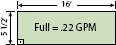 16'
5 1/2'
Full = .22 GPM